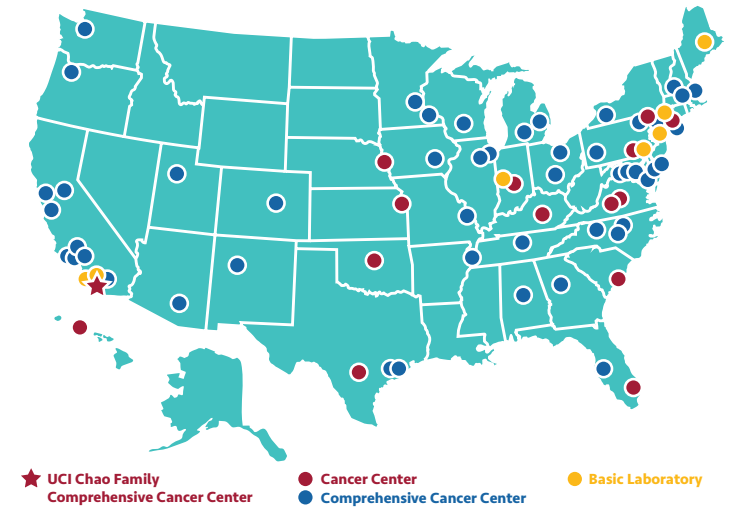 UCI Chao Family
Comprehensive Cancer Center
Cancer Center
Comprehensive Cancer Center
Basic Laboratory